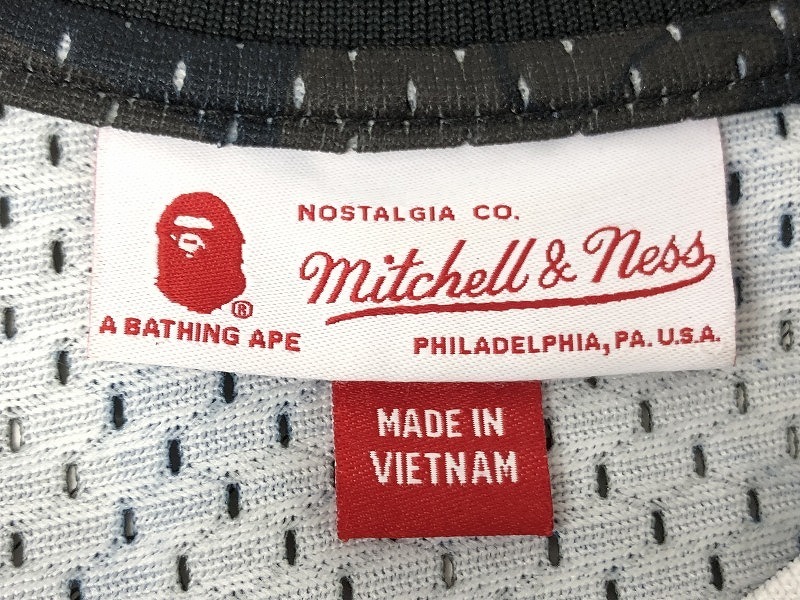 NOSTALGIA CO.
Mitchell & Ness
®
A BATHING APE
PHILADELPHIA, PA. U.S.A.
MADE IN
VIETNAM